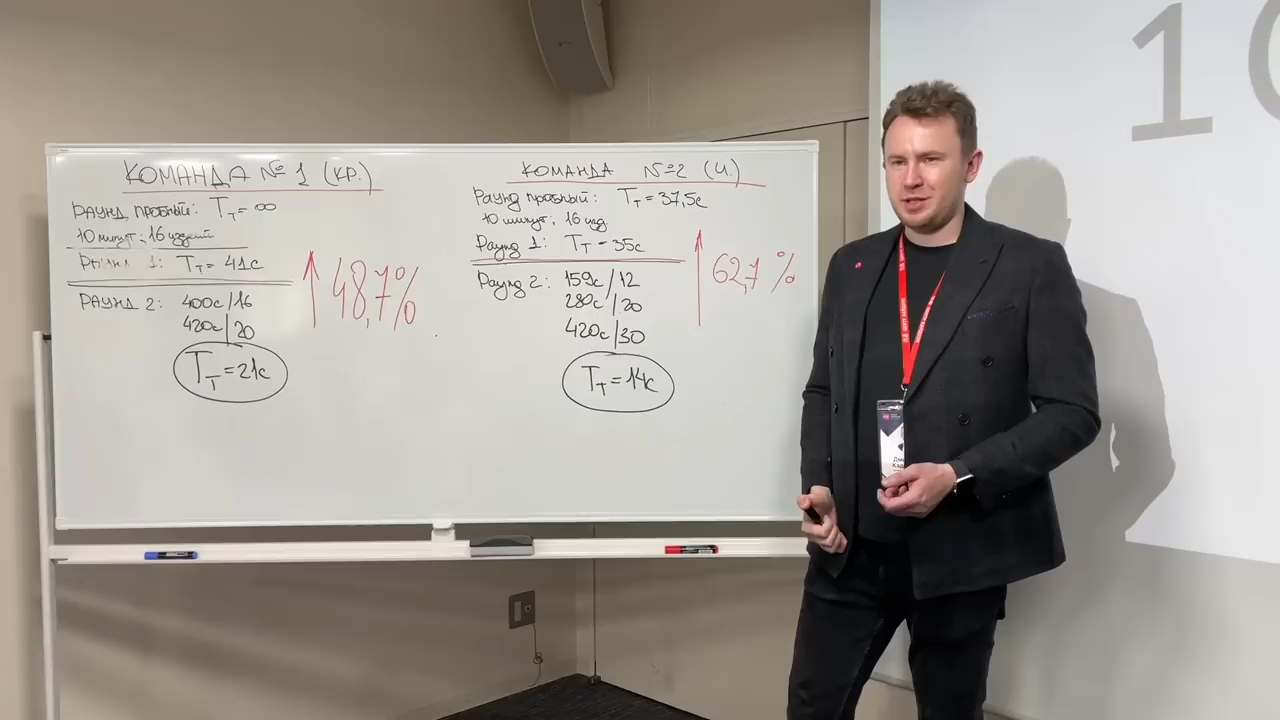 КОМАНДА № 1 (КР.)
РАУНД ПРОБНЫЙ: Tт = ∞
10 минут; 16 изделий
РАУНД 1: Tт = 41с
РАУНД 2: 400с/16
420с/20
Tт = 21с
↑ 48,7%
КОМАНДА №2 (И.)
Раунд пробный: Tт = 37,5с
10 минут; 16 изд
Раунд 1: Tт = 35с
Раунд 2: 159с/12
280с/20
420с/30
Tт = 14с
↑ 62,7 %
10